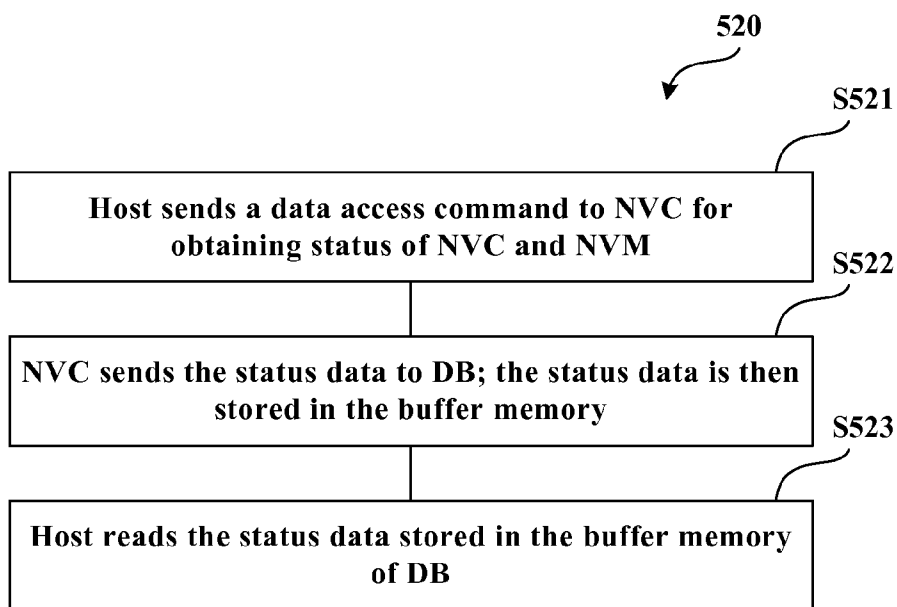 520
S521
Host sends a data access command to NVC for
obtaining status of NVC and NVM
S522
NVC sends the status data to DB; the status data is then
stored in the buffer memory
S523
Host reads the status data stored in the buffer memory
of DB